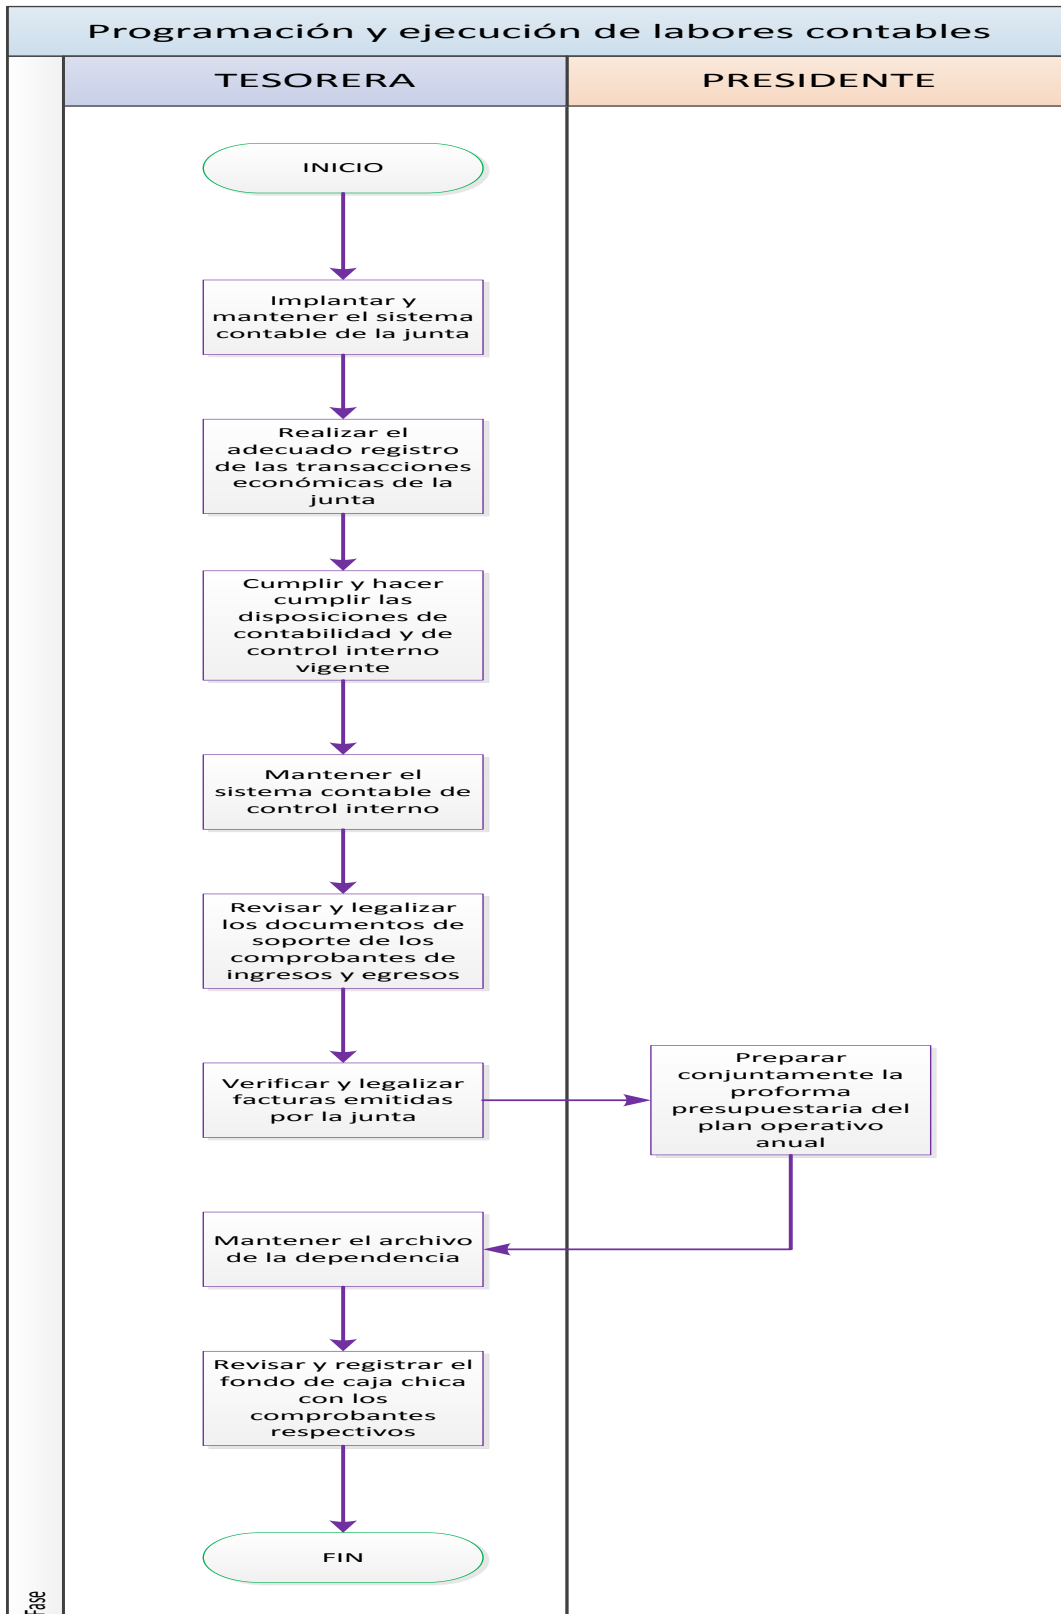 Programación y ejecución de labores contables
TESORERA
PRESIDENTE
INICIO
Implantar y
mantener el sistema
contable de la junta
Realizar el
adecuado registro
de las transacciones
económicas de la
junta
Cumplir y hacer
cumplir las
disposiciones de
contabilidad y de
control interno
vigente
Mantener el
sistema contable de
control interno
Revisar y legalizar
los documentos de
soporte de los
comprobantes de
ingresos y egresos
Verificar y legalizar
facturas emitidas
por la junta
Preparar
conjuntamente la
proforma
presupuestaria del
plan operativo
anual
Mantener el archivo
de la dependencia
Revisar y registrar el
fondo de caja chica
con los
comprobantes
respectivos
FIN
Fase